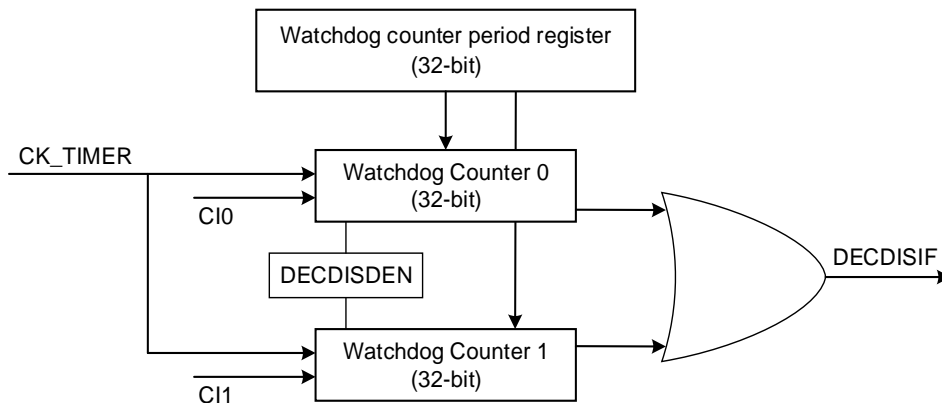 Watchdog counter period register
(32-bit)
CK_TIMER
Watchdog Counter 0
(32-bit)
CI0
DECDISDEN
DECDISIF
Watchdog Counter 1
(32-bit)
CI1